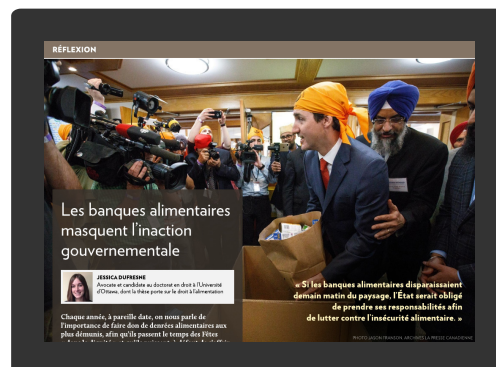 RÉFLEXION
Les banques alimentaires
masquent l'inaction
gouvernementale
JESSICA DUFRESNE
Avocate et candidate au doctorat en droit à l'Université
d'Ottawa, dont la thèse porte sur le droit à l'alimentation
Chaque année, à pareille date, on nous parle de
l'importance de faire don de denrées alimentaires aux
plus démunis, afin qu'ils passent le temps des Fêtes
« Si les banques alimentaires disparaissaient
demain matin du paysage, l'État serait obligé
de prendre ses responsabilités afin
de lutter contre l'insécurité alimentaire. »
PHOTO JASON FRANSON ARCHIVES LA PRESSE CANADIENNE